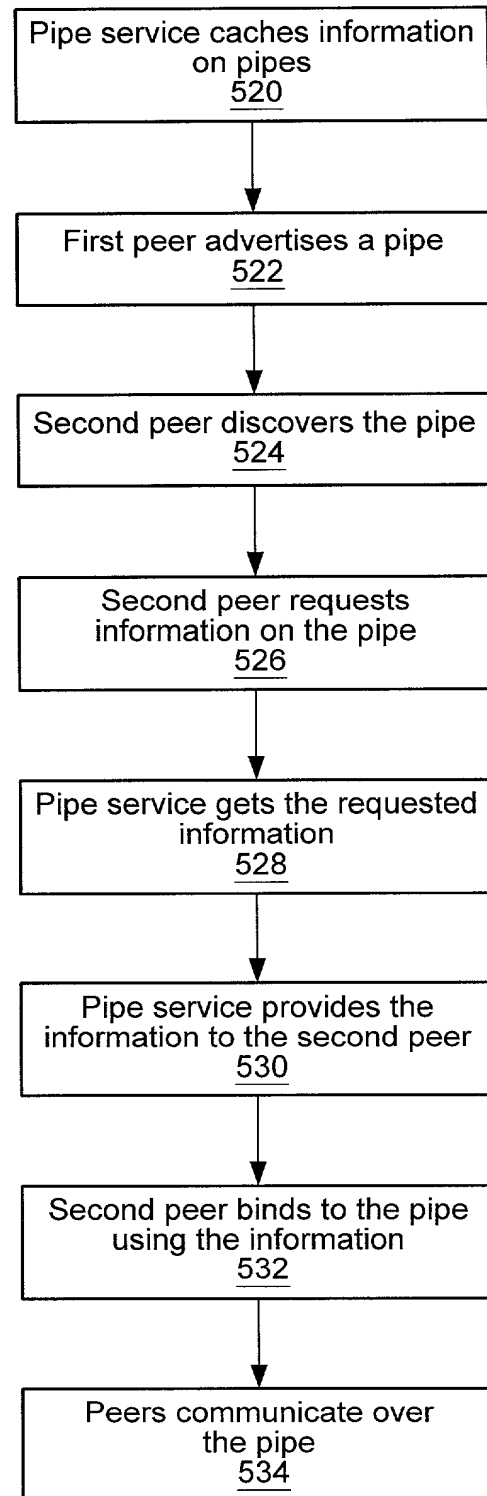 Pipe service caches information
on pipes
520
First peer advertises a pipe
522
Second peer discovers the pipe
524
Second peer requests
information on the pipe
526
Pipe service gets the requested
information
528
Pipe service provides the
information to the second peer
530
Second peer binds to the pipe
using the information
532
Peers communicate over
the pipe
534